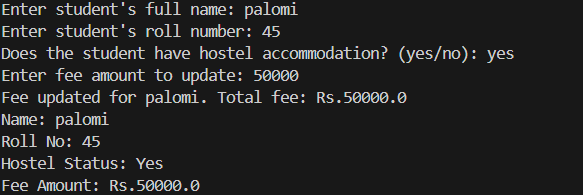 Enter student's full name: palomi
Enter student's roll number: 45
Does the student have hostel accommodation? (yes/no): yes
Enter fee amount to update: 50000
Fee updated for palomi. Total fee: Rs.50000.0
Name: palomi
Roll No: 45
Hostel Status: Yes
Fee Amount: Rs.50000.0